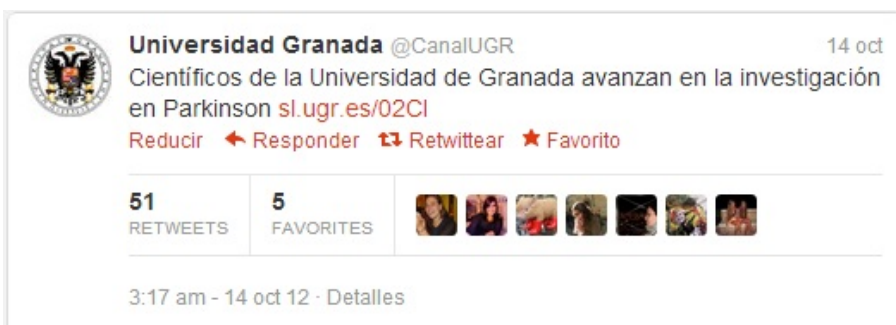 Universidad Granada @CanalUGR 14 oct
Científicos de la Universidad de Granada avanzan en la investigación
en Parkinson sl.ugr.es/02Cl
Reducir Responder Retwittear Favorito
51 5
RETWEETS FAVORITES
3:17 am - 14 oct 12 · Detalles